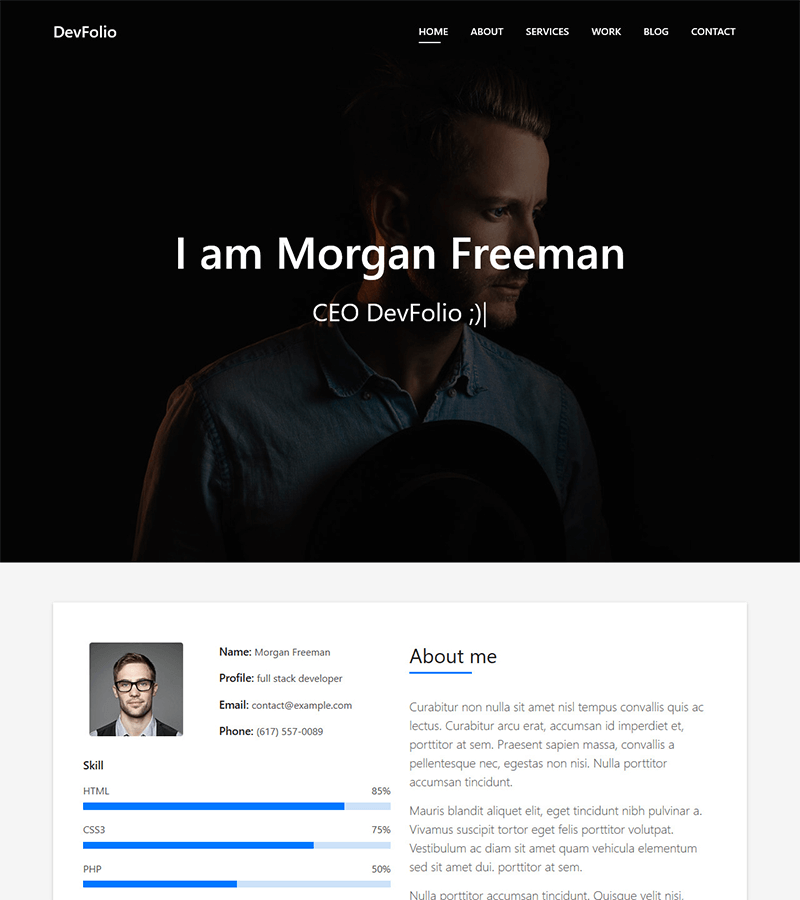 DevFolio
HOME ABOUT SERVICES WORK BLOG CONTACT
I am Morgan Freeman
CEO DevFolio ;)|
Name: Morgan Freeman
Profile: full stack developer
Email: contact@example.com
Phone: (617) 557-0089
Skill
HTML 85%
CSS3 75%
PHP 50%
About me
Curabitur non nulla sit amet nisl tempus convallis quis ac
lectus. Curabitur arcu erat, accumsan id imperdiet et,
porttitor at sem. Praesent sapien massa, convallis a
pellentesque nec, egestas non nisi. Nulla porttitor
accumsan tincidunt.
Mauris blandit aliquet elit, eget tincidunt nibh pulvinar a.
Vivamus suscipit tortor eget felis porttitor volutpat.
Vestibulum ac diam sit amet quam vehicula elementum
sed sit amet dui. porttitor at sem.
Nulla porttitor accumsan tincidunt. Quisque velit nisi,